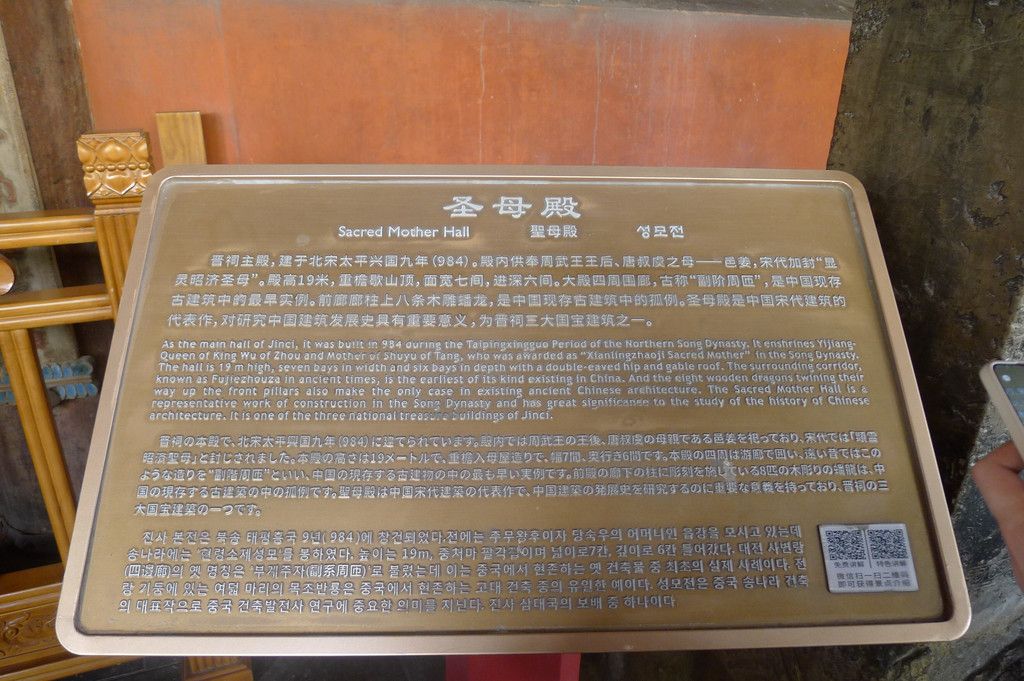 圣母殿
Sacred Mother Hall 聖母殿 성모전
晋祠主殿，建于北宋太平兴国九年(984)。殿内供奉周武王王后、唐叔虞之母——邑姜，宋代加封“显
灵昭济圣母”。殿高19米，重檐歇山顶，面宽七间，进深六间。大殿四周围廊，古称“副阶周匝”，是中国现存
古建筑中的最早实例。前廊廊柱上八条木雕蟠龙，是中国现存古建筑中的孤例。圣母殿是中国宋代建筑的
代表作，对研究中国建筑发展史具有重要意义，为晋祠三大国宝建筑之一。
As the main hall of Jinci, it was built in 984 during the Taipingxingguo Period of the Northern Song Dynasty. It enshrines Yijiang-
Queen of King Wu of Zhou and Mother of Shuyu of Tang, who was awarded as “Xianlingzhaoji Sacred Mother” in the Song Dynasty.
The hall is 19 m high, seven bays in width and six bays in depth with a double-eaved hip and gable roof. The surrounding corridor,
known as Fujiezhouza in ancient times, is the earliest of its kind existing in China. And the eight wooden dragons twining their
way up the front pillars also make the only case in existing ancient Chinese architecture. The Sacred Mother Hall is a
representative work of construction in the Song Dynasty and has great significance to the study of the history of Chinese
architecture. It is one of the three national treasure buildings of Jinci.
晋祠の本殿で、北宋太平興国九年(984)に建てられています。殿内では周武王の王後、唐叔虞の母親である邑姜を祀っており、宋代では「顕霊
昭済聖母」と封じされました。本殿の高さは19メートルで、重檐入母屋造りで、幅7間、奥行き6間です。本殿の四周は游廊で囲い、遠い昔ではこの
ような造りを“副階周匝”といい、中国の現存する古建物の中の最も早い実例です。前殿の廊下の柱に彫刻を施している8匹の木彫りの蟠龍は、中
国の現存する古建築の中の孤例です。聖母殿は中国宋代建築の代表作で、中国建築の発展史を研究するのに重要な意義を持っており、晋祠の三
大国宝建築の一つです。
진사 본전은 북송 태평흥국 9년(984)에 창건되었다.전에는 주무왕후이자 당숙우의 어머니인 읍강을 모시고 있는데
송나라에는 '현령소제성모'를 봉하였다. 높이는 19m, 중처마 팔각지붕이며 넓이로7칸, 깊이로 6칸 들어갔다. 대전 사변랑
(四邊廊)의 옛 명칭은 '부계주자(副系周匝)'로 불렸는데 이는 중국에서 현존하는 옛 건축물 중 최초의 실제 사례이다. 전
랑 기둥에 있는 여덟 마리의 목소반룡은 중국에서 현존하는 고대 건축 중의 유일한 예이다. 성모전은 중국 송나라 건축
의 대표작으로 중국 건축발전사 연구에 중요한 의미를 지닌다. 진사 삼태국의 보배 중 하나이다
免费讲解 特色讲解
微信扫一扫二维码
即可获得景点介绍